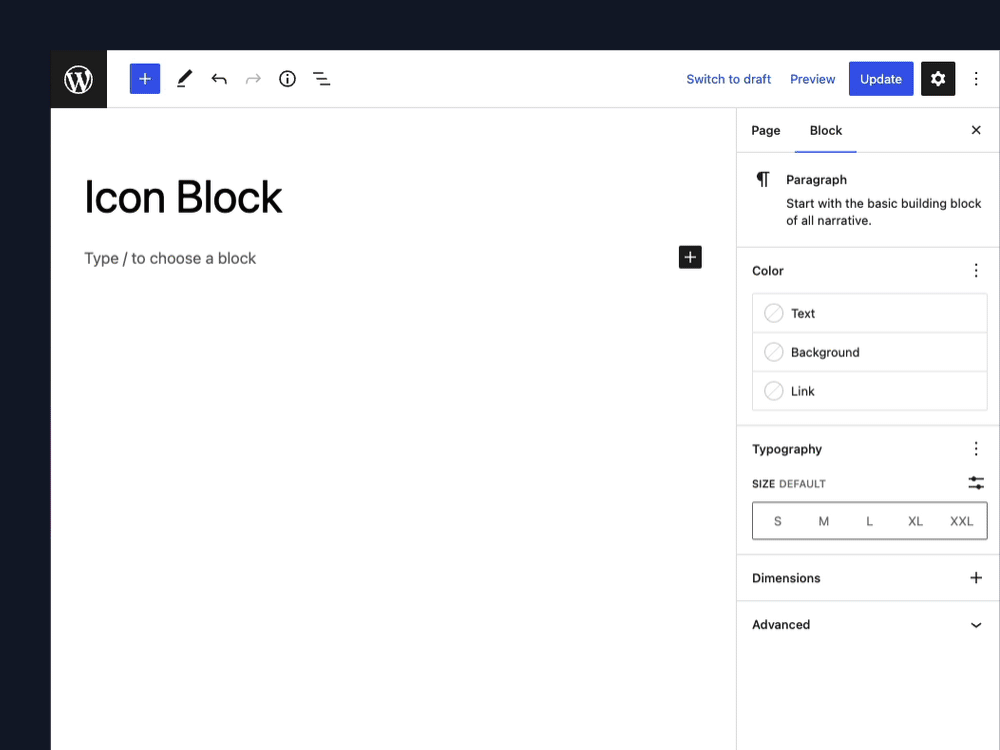 Switch to draft Preview Update
Page Block
Icon Block
Type / to choose a block
Paragraph
Start with the basic building block
of all narrative.
Color
Text
Background
Link
Typography
SIZE DEFAULT
S M L XL XXL
Dimensions
Advanced